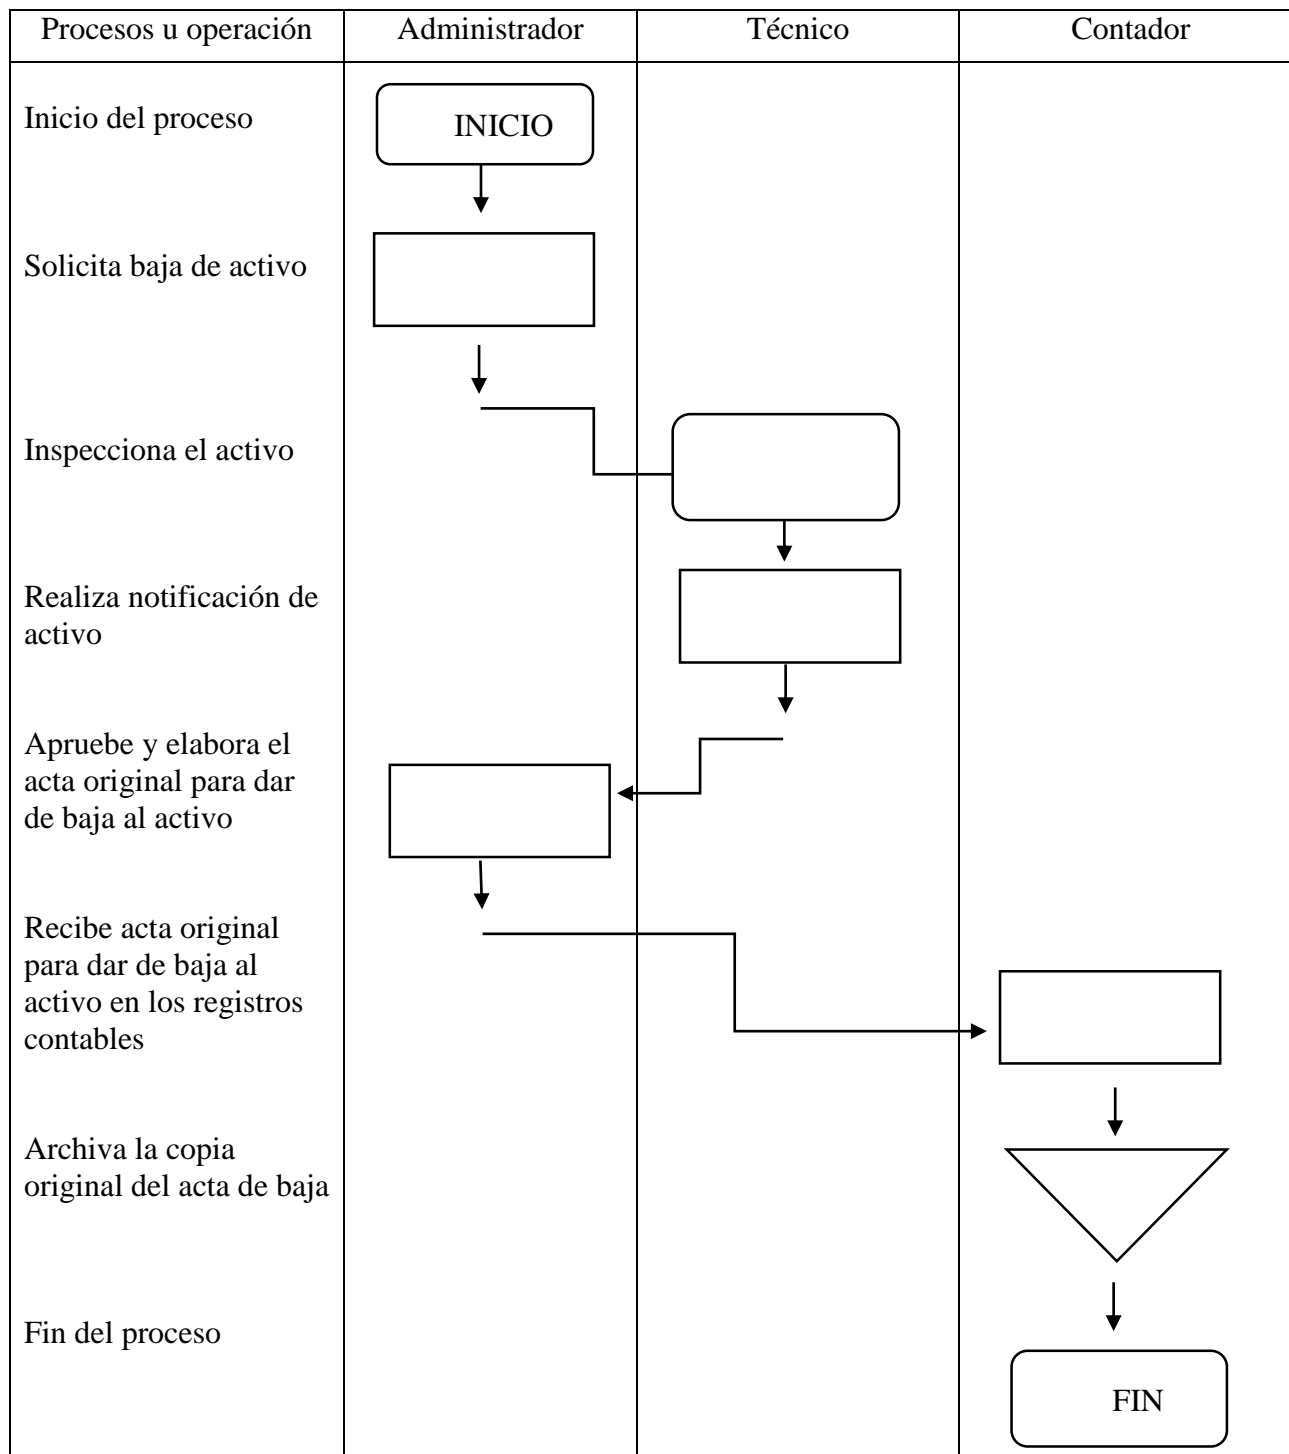 Procesos u operación
Administrador
Técnico
Contador
Inicio del proceso
INICIO
Solicita baja de activo
Inspecciona el activo
Realiza notificación de
activo
Apruebe y elabora el
acta original para dar
de baja al activo
Recibe acta original
para dar de baja al
activo en los registros
contables
Archiva la copia
original del acta de baja
Fin del proceso
FIN